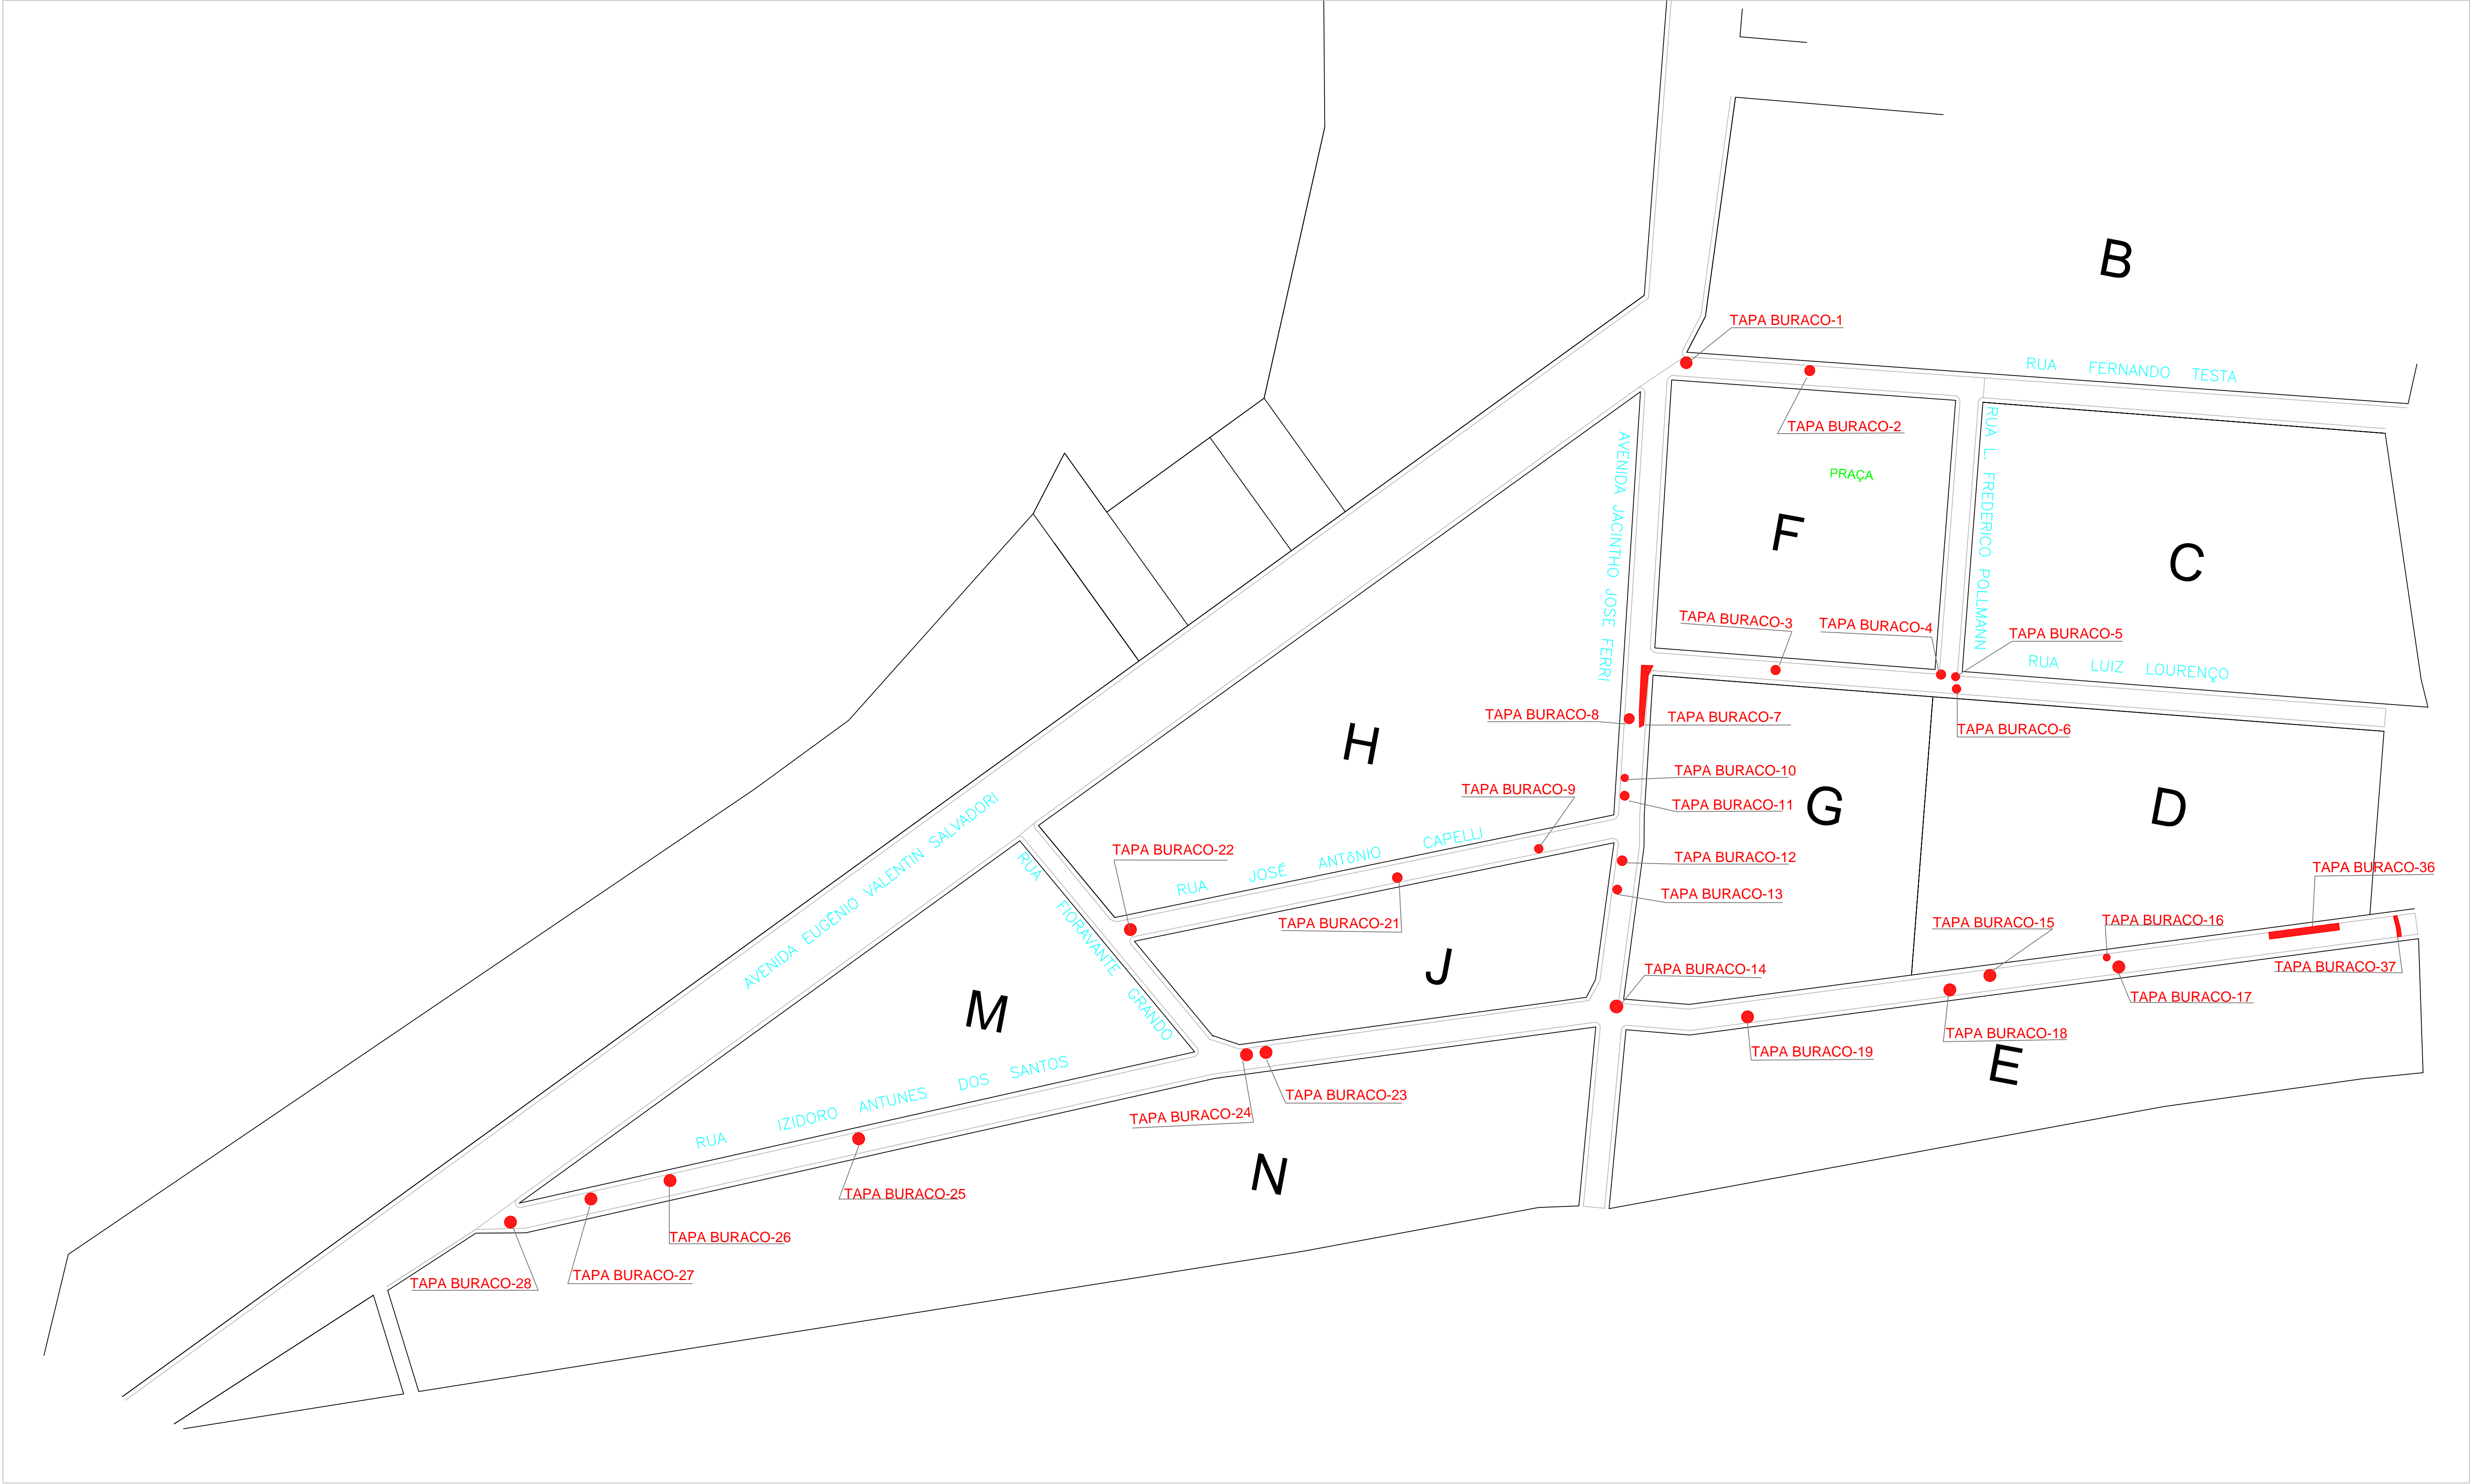 B
TAPA BURACO-1
RUA FERNANDO TESTA
TAPA BURACO-2
AVENIDA JACINTHO JOSE FERRI
RUA L. FREDERICO POLLMANN
PRAÇA
F
C
TAPA BURACO-3
TAPA BURACO-4
TAPA BURACO-5
RUA LUIZ LOURENÇO
TAPA BURACO-8
TAPA BURACO-7
TAPA BURACO-6
H
TAPA BURACO-10
TAPA BURACO-9
TAPA BURACO-11
G
D
AVENIDA EUGÊNIO VALENTIN SALVADORI
RUA JOSÉ ANTôNIO CAPELLI
TAPA BURACO-22
TAPA BURACO-12
RUA FIORAVANTE GRANDO
TAPA BURACO-36
TAPA BURACO-13
TAPA BURACO-21
TAPA BURACO-15
TAPA BURACO-16
J
TAPA BURACO-14
TAPA BURACO-37
TAPA BURACO-17
M
TAPA BURACO-18
TAPA BURACO-19
E
RUA IZIDORO ANTUNES DOS SANTOS
TAPA BURACO-23
TAPA BURACO-24
N
TAPA BURACO-25
TAPA BURACO-26
TAPA BURACO-27
TAPA BURACO-28